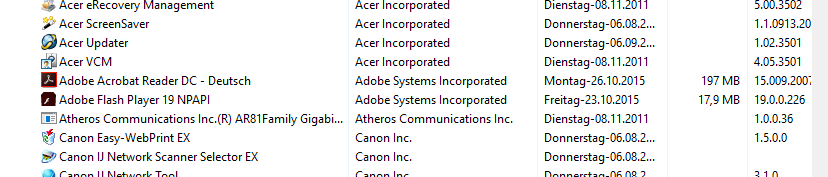 Acer eRecovery Management Acer Incorporated Dienstag-08.11.2011 5.00.3502
Acer ScreenSaver Acer Incorporated Donnerstag-06.08.2... 1.1.0913.20
Acer Updater Acer Incorporated Donnerstag-06.09.2... 1.02.3501
Acer VCM Acer Incorporated Dienstag-08.11.2011 4.05.3501
Adobe Acrobat Reader DC - Deutsch Adobe Systems Incorporated Montag-26.10.2015 197 MB 15.009.2007
Adobe Flash Player 19 NPAPI Adobe Systems Incorporated Freitag-23.10.2015 17,9 MB 19.0.0.226
Atheros Communications Inc.(R) AR81Family Gigabi... Atheros Communications Inc. Dienstag-08.11.2011 1.0.0.36
Canon Easy-WebPrint EX Canon Inc. Donnerstag-06.08.2... 1.5.0.0
Canon IJ Network Scanner Selector EX Canon Inc. Donnerstag-06.08.2...
Canon IJ Network Tool Canon Inc. Donnerstag-06.08.2 3.1.0